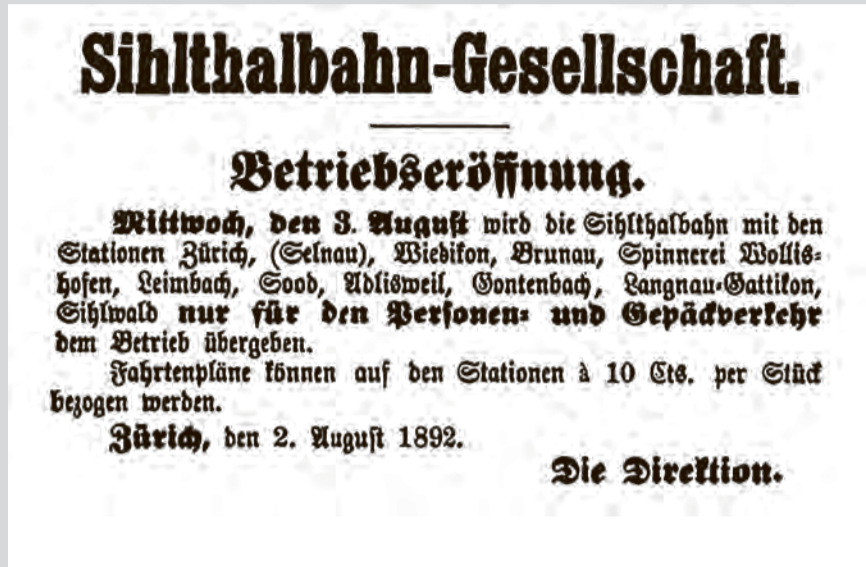 Sihlthalbahn-Gesellschaft.
Betriebseröffnung.
Mittwoch, den 3. August wird die Sihlthalbahn mit den
Stationen Zürich, (Selnau), Wiedikon, Brunau, Spinnerei Wollis-
hofen, Leimbach, Sood, Adlisweil, Gontenbach, Langnau-Gattikon,
Sihlwald nur für den Personen- und Gepäckverkehr
dem Betrieb übergeben.
Fahrtenpläne können auf den Stationen à 10 Cts. per Stück
bezogen werden.
Zürich, den 2. August 1892.
Die Direktion.